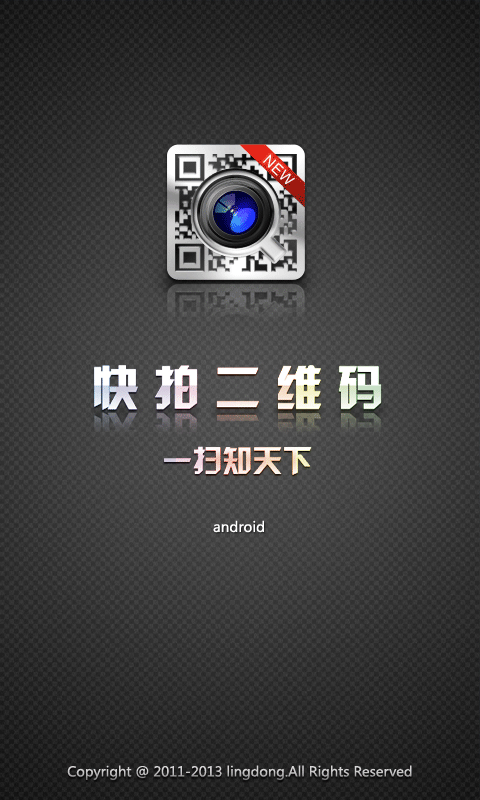 NEW
快拍二维码
一扫知天下
android
Copyright @ 2011-2013 lingdong.All Rights Reserved